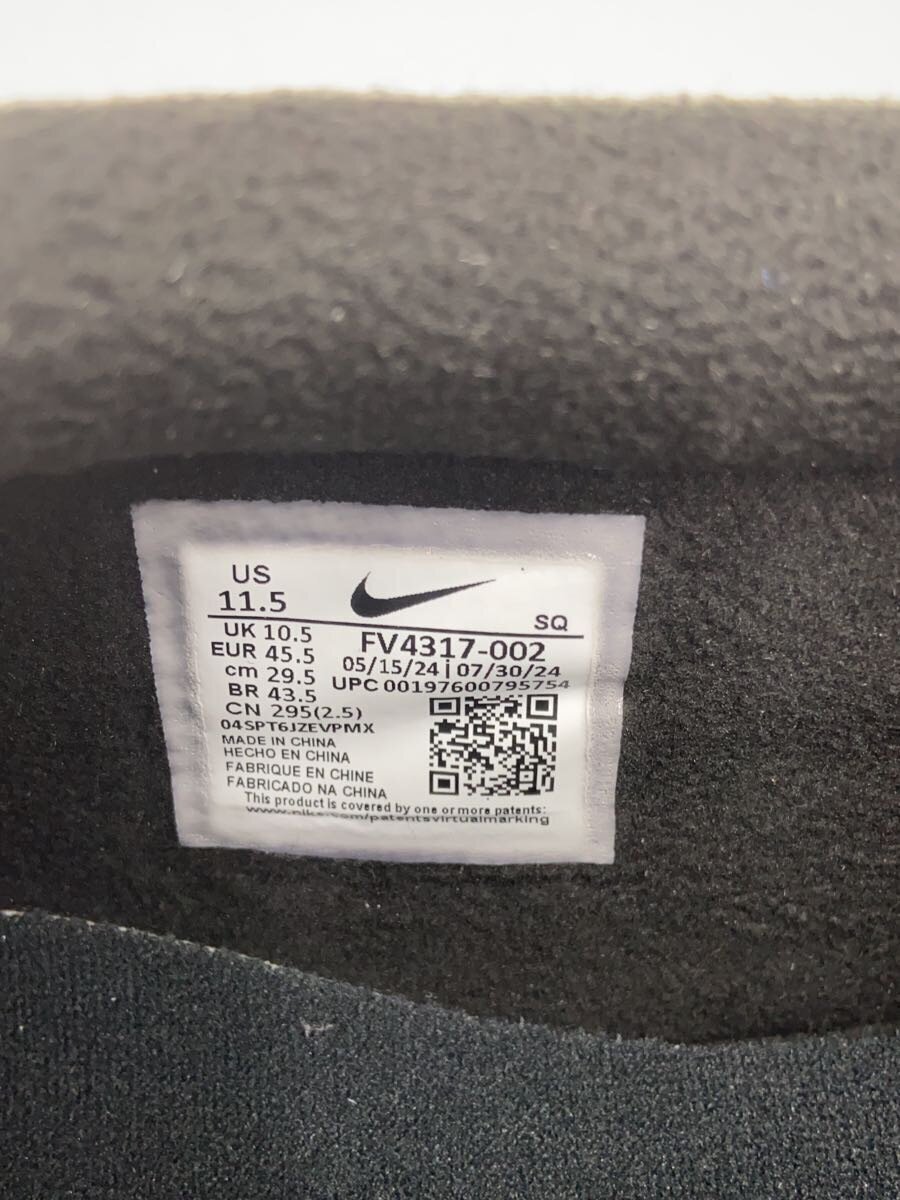 US
11.5
SQ
UK 10.5
EUR 45.5
cm 29.5
BR 43.5
CN 295(2.5)
FV4317-002
05/15/24|07/30/24
UPC 00197600795754
04SPT6JZEVPMX
MADE IN CHINA
HECHO EN CHINA
FABRIQUE EN CHINE
FABRICADO NA CHINA
This product is covered by one or more patents:
www.nike.com/patentsvirtualmarking